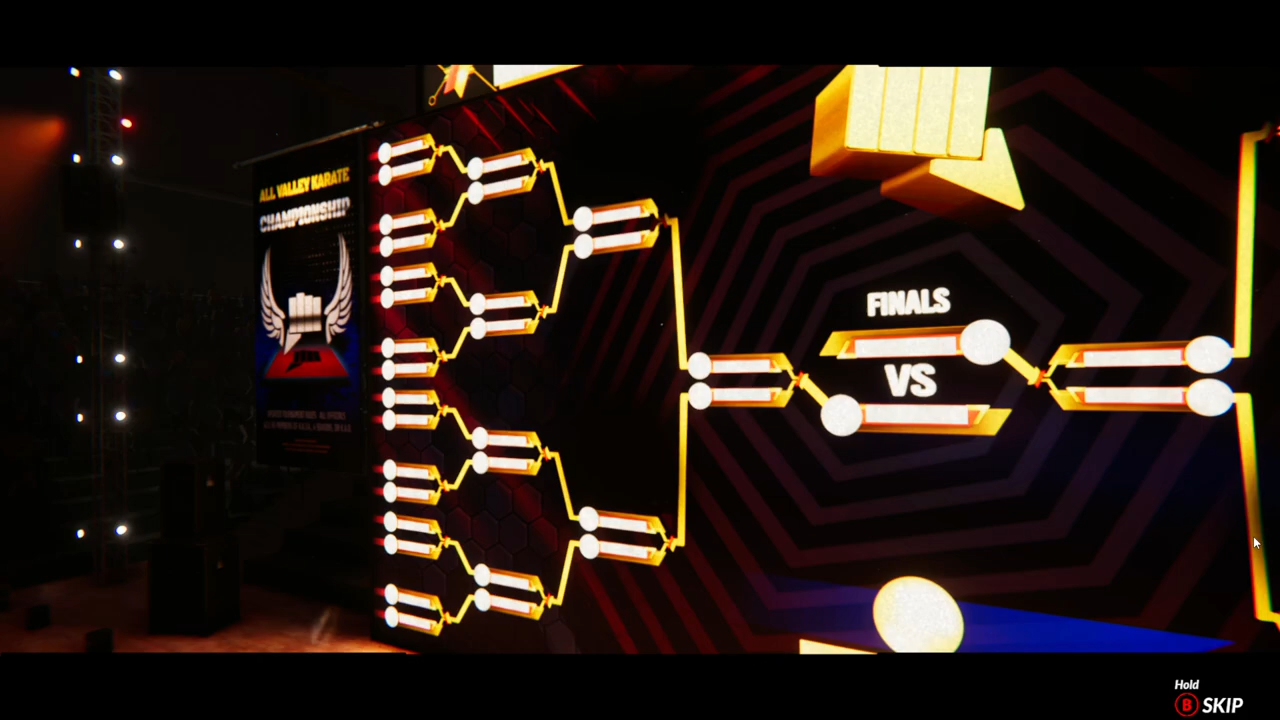 ALL VALLEY KARATE
CHAMPIONSHIP
FINALS
VS
Hold
B SKIP